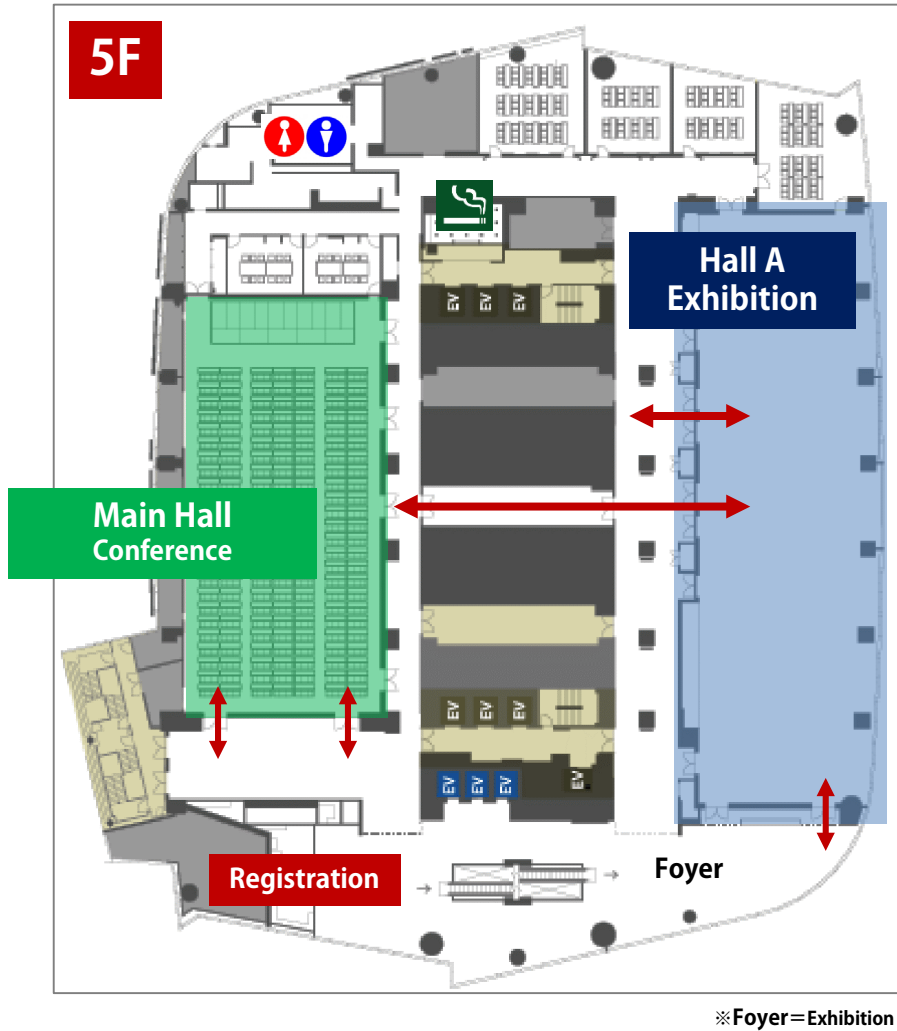 5F
Hall A
Exhibition
EV EV EV
Main Hall
Conference
EV EV EV
EV EV EV EV
Registration
Foyer
※Foyer=Exhibition